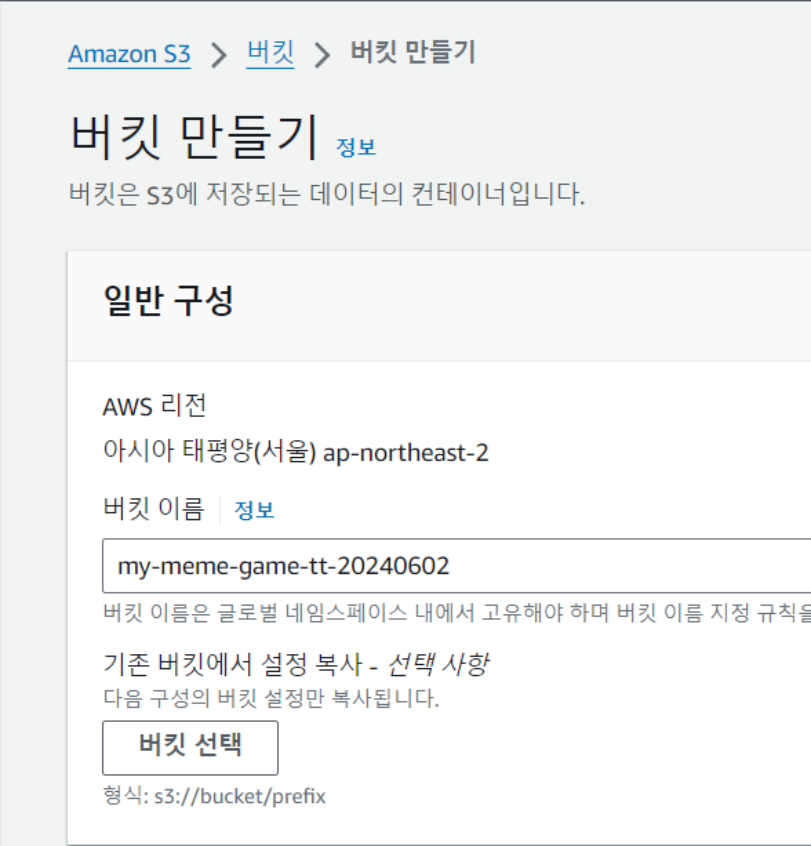 Amazon S3 > 버킷 > 버킷 만들기
버킷 만들기 정보
버킷은 S3에 저장되는 데이터의 컨테이너입니다.
일반 구성
AWS 리전
아시아 태평양(서울) ap-northeast-2
버킷 이름 정보
my-meme-game-tt-20240602
버킷 이름은 글로벌 네임스페이스 내에서 고유해야 하며 버킷 이름 지정 규칙을
기존 버킷에서 설정 복사 - 선택 사항
다음 구성의 버킷 설정만 복사됩니다.
버킷 선택
형식: s3://bucket/prefix